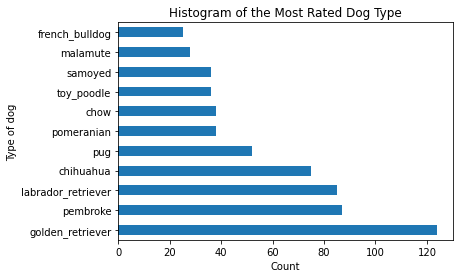 Histogram of the Most Rated Dog Type
french_bulldog
malamute
samoyed
toy_poodle
chow
pomeranian
pug
chihuahua
labrador_retriever
pembroke
golden_retriever
Type of dog
0 20 40 60 80 100 120
Count